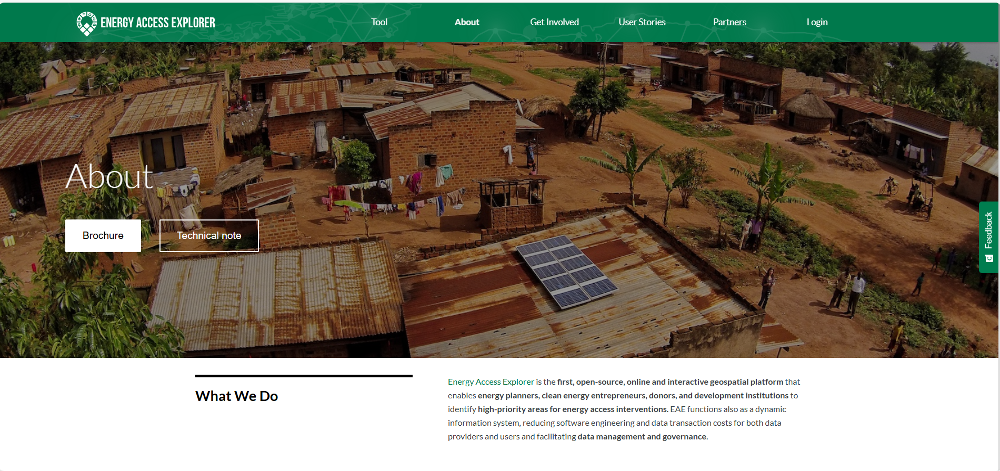 ENERGY ACCESS EXPLORER
Tool
About
Get Involved
User Stories
Partners
Login
About
Brochure
Technical note
Feedback
What We Do
Energy Access Explorer is the first, open-source, online and interactive geospatial platform that
enables energy planners, clean energy entrepreneurs, donors, and development institutions to
identify high-priority areas for energy access interventions. EAE functions also as a dynamic
information system, reducing software engineering and data transaction costs for both data
providers and users and facilitating data management and governance.